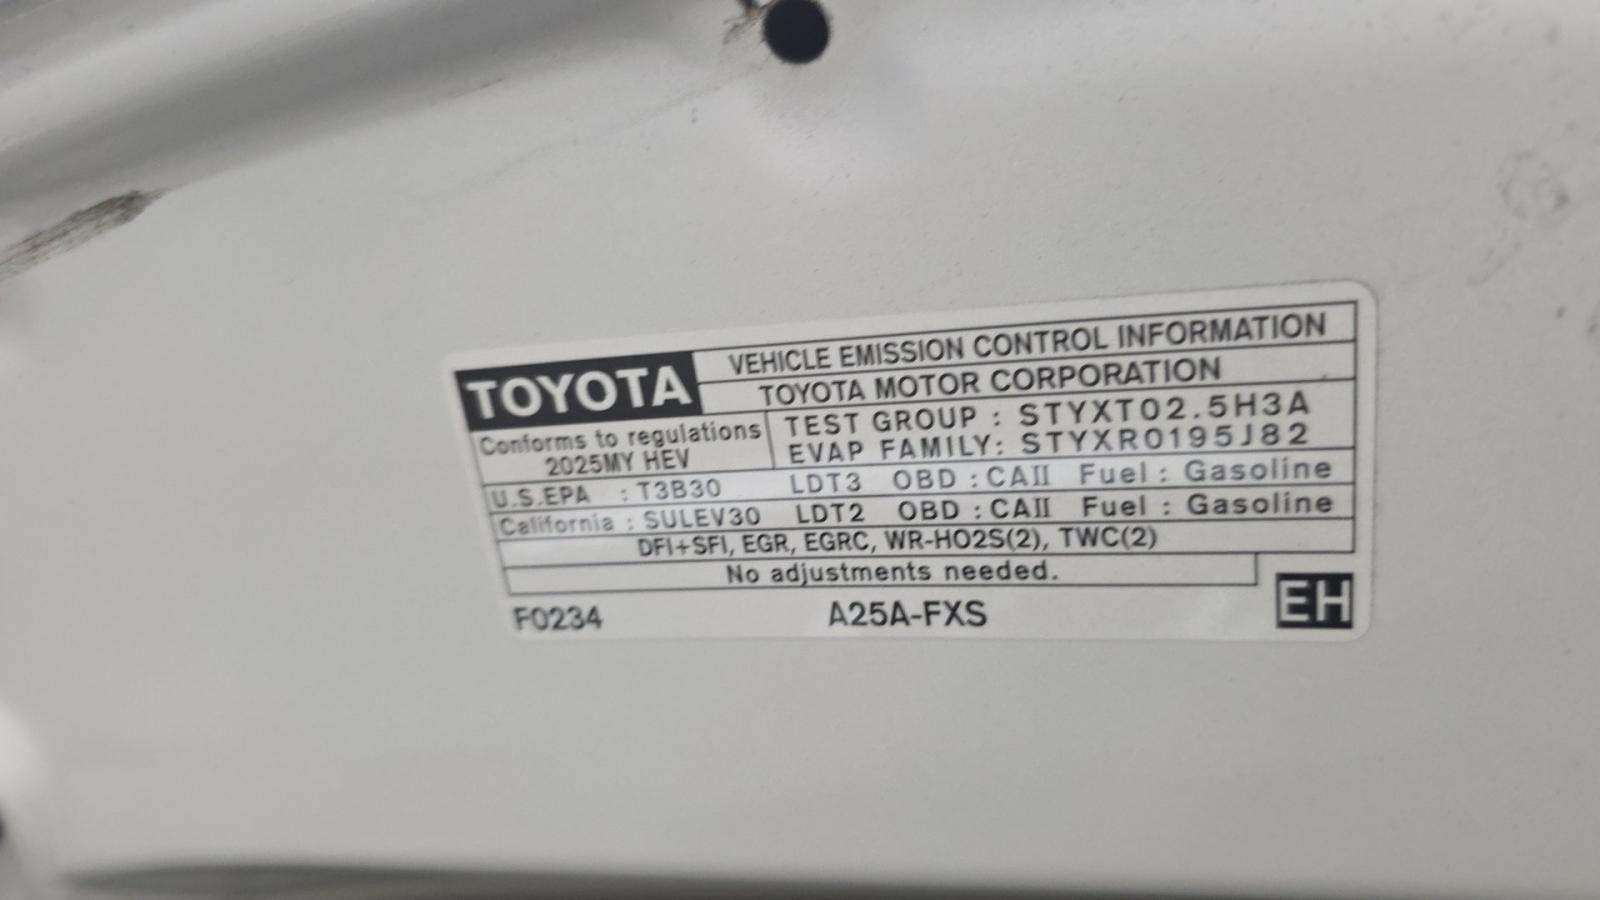 TOYOTA VEHICLE EMISSION CONTROL INFORMATION
TOYOTA MOTOR CORPORATION
Conforms to regulations
2025MY HEV
TEST GROUP : STYXT02.5H3A
EVAP FAMILY: STYXR0195J82
U.S.EPA : T3B30 LDT3 OBD : CAII Fuel : Gasoline
California : SULEV30 LDT2 OBD : CAII Fuel : Gasoline
DFI+SFI, EGR, EGRC, WR-HO2S(2), TWC(2)
No adjustments needed.
F0234 A25A-FXS EH